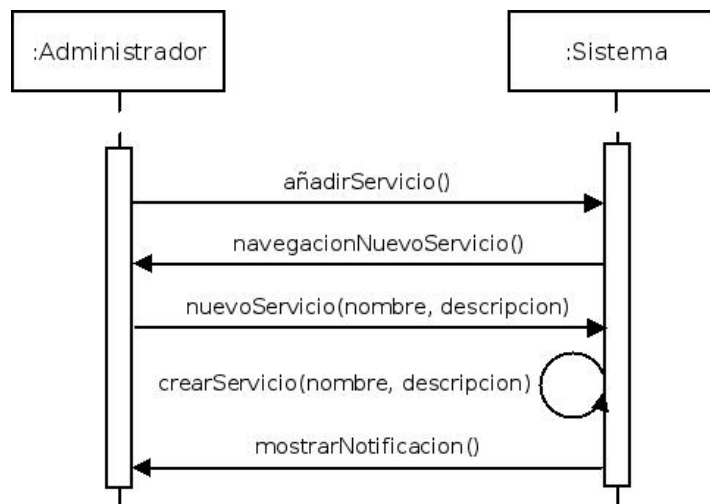 :Administrador
:Sistema
añadirServicio()
navegacionNuevoServicio()
nuevoServicio(nombre, descripcion)
crearServicio(nombre, descripcion)
mostrarNotificacion()